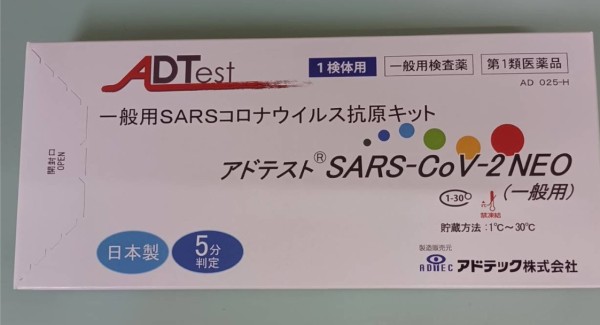 ADTest
1検体用
一般用検査薬
第1類医薬品
AD 025-H
一般用SARSコロナウイルス抗原キット
アドテスト® SARS-CoV-2 NEO
(一般用)
1-30
禁凍結
貯蔵方法:1℃~30℃
開封口
OPEN
日本製
5分
判定
製造販売元
ADTEC アドテック株式会社